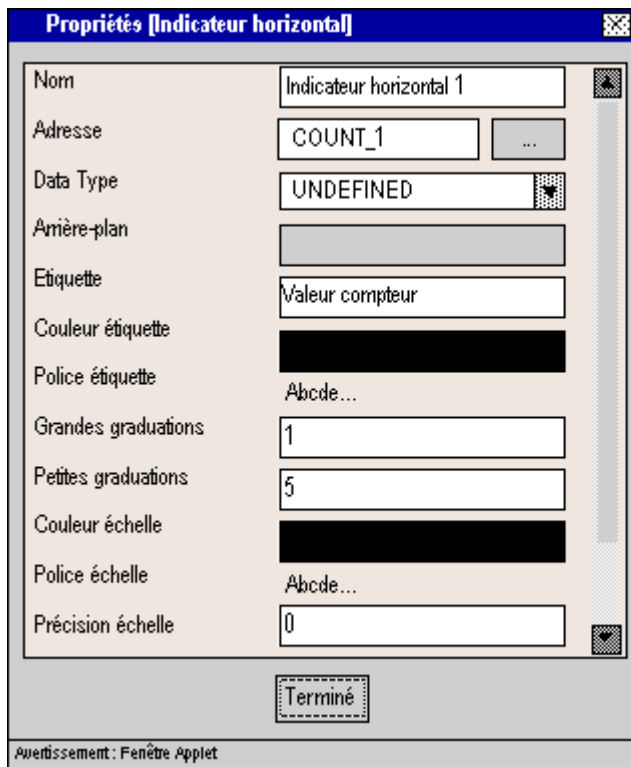 Propriétés [Indicateur horizontal]
Nom Indicateur horizontal 1
Adresse COUNT_1 ...
Data Type UNDEFINED
Arrière-plan
Etiquette Valeur compteur
Couleur étiquette
Police étiquette Abcde...
Grandes graduations 1
Petites graduations 5
Couleur échelle
Police échelle Abcde...
Précision échelle 0
Terminé
Avertissement : Fenêtre Applet